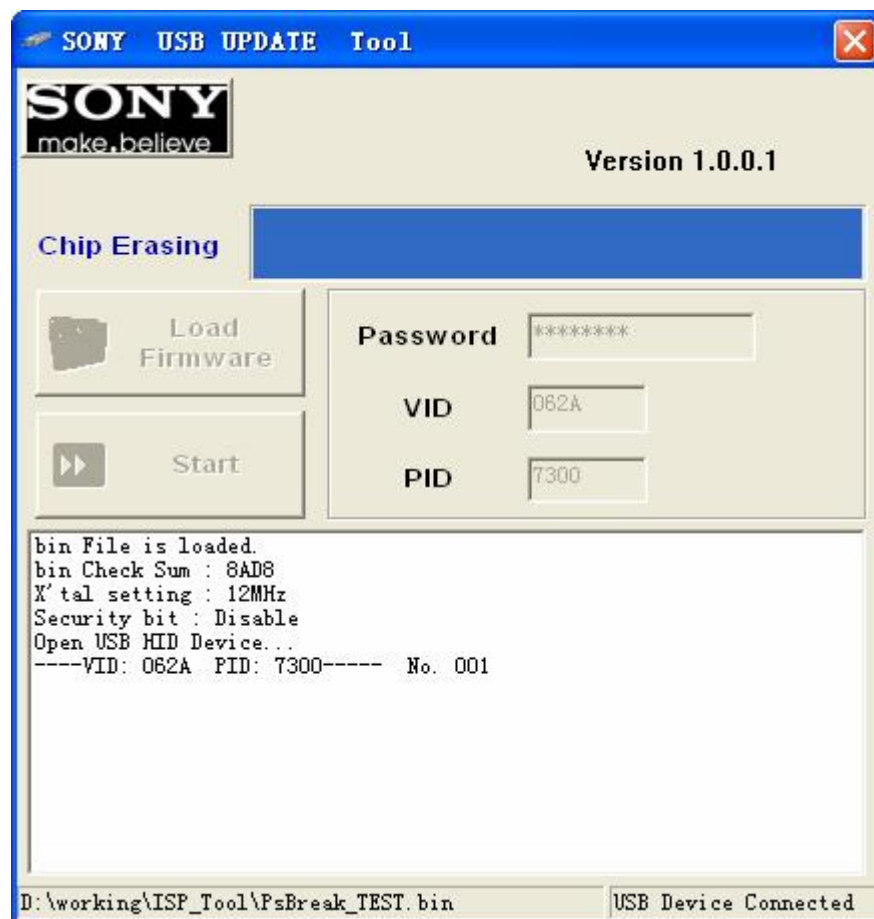 SONY USB UPDATE Tool
SONY
make.believe
Version 1.0.0.1
Chip Erasing
Load
Firmware
Password ********
VID 062A
Start
PID 7300
bin File is loaded.
bin Check Sum : 8AD8
X'tal setting : 12MHz
Security bit : Disable
Open USB HID Device...
----VID: 062A PID: 7300----- No. 001
D:\working\ISP_Tool\PsBreak_TEST.bin USB Device Connected